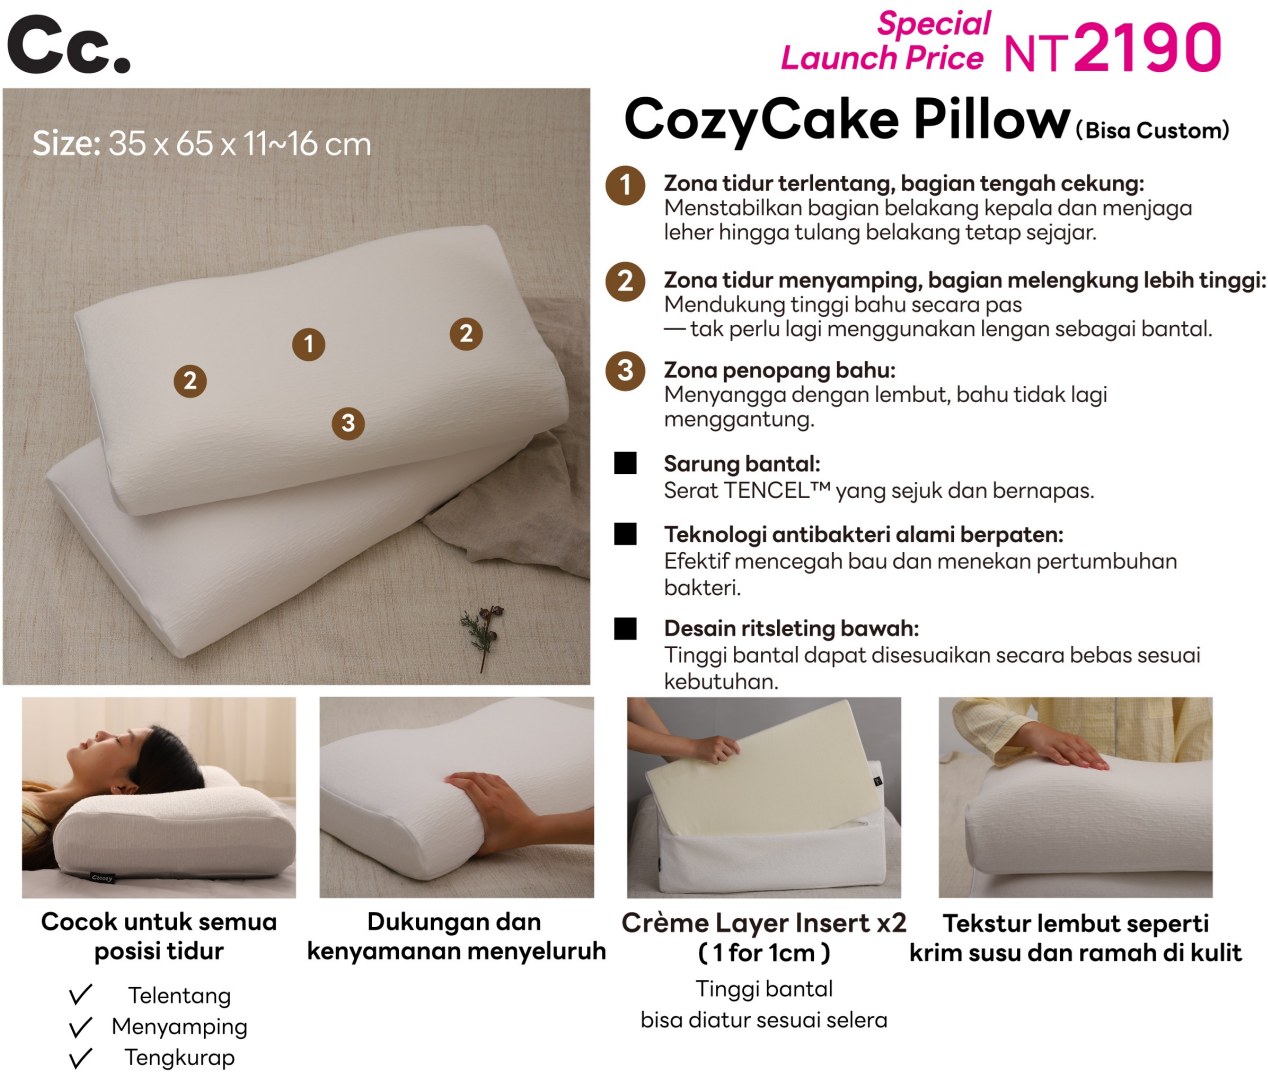 Cc.
Special
Launch Price NT2190
Size: 35 x 65 x 11~16 cm
1
2
2
3
CozyCake Pillow (Bisa Custom)
1 Zona tidur terlentang, bagian tengah cekung:
Menstabilkan bagian belakang kepala dan menjaga
leher hingga tulang belakang tetap sejajar.
2 Zona tidur menyamping, bagian melengkung lebih tinggi:
Mendukung tinggi bahu secara pas
— tak perlu lagi menggunakan lengan sebagai bantal.
3 Zona penopang bahu:
Menyangga dengan lembut, bahu tidak lagi
menggantung.
Sarung bantal:
Serat TENCEL™ yang sejuk dan bernapas.
Teknologi antibakteri alami berpaten:
Efektif mencegah bau dan menekan pertumbuhan
bakteri.
Desain ritsleting bawah:
Tinggi bantal dapat disesuaikan secara bebas sesuai
kebutuhan.
Cocok untuk semua
posisi tidur
✓ Telentang
✓ Menyamping
✓ Tengkurap
Dukungan dan
kenyamanan menyeluruh
Crème Layer Insert x2
( 1 for 1cm )
Tinggi bantal
bisa diatur sesuai selera
Tekstur lembut seperti
krim susu dan ramah di kulit